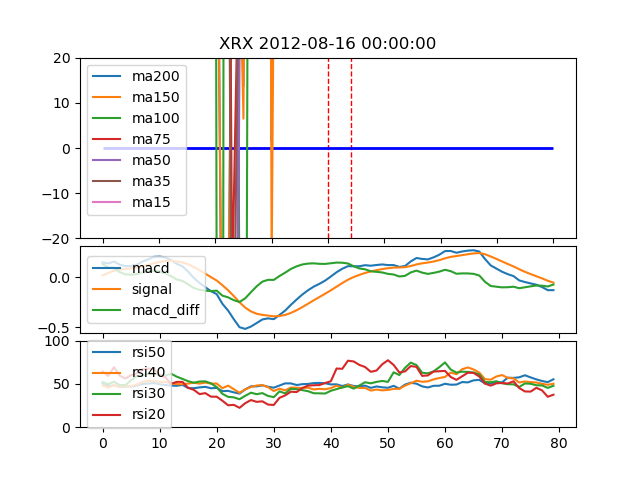 XRX 2012-08-16 00:00:00
20
10
0
−10
−20
ma200
ma150
ma100
ma75
ma50
ma35
ma15
0.0
−0.5
macd
signal
macd_diff
100
50
0
rsi50
rsi40
rsi30
rsi20
0 10 20 30 40 50 60 70 80